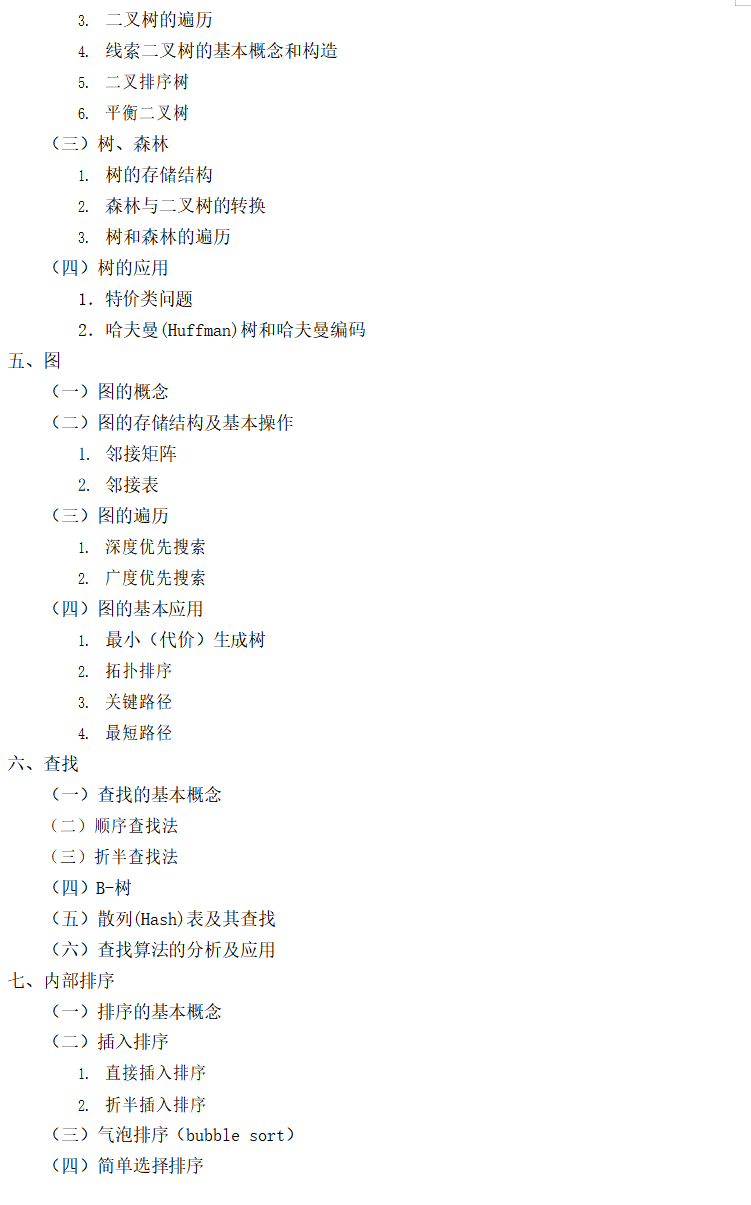 3. 二叉树的遍历
4. 线索二叉树的基本概念和构造
5. 二叉排序树
6. 平衡二叉树
（三）树、森林
1. 树的存储结构
2. 森林与二叉树的转换
3. 树和森林的遍历
（四）树的应用
1．特价类问题
2．哈夫曼(Huffman)树和哈夫曼编码
五、图
（一）图的概念
（二）图的存储结构及基本操作
1. 邻接矩阵
2. 邻接表
（三）图的遍历
1. 深度优先搜索
2. 广度优先搜索
（四）图的基本应用
1. 最小（代价）生成树
2. 拓扑排序
3. 关键路径
4. 最短路径
六、查找
（一）查找的基本概念
（二）顺序查找法
（三）折半查找法
（四）B-树
（五）散列(Hash)表及其查找
（六）查找算法的分析及应用
七、内部排序
（一）排序的基本概念
（二）插入排序
1. 直接插入排序
2. 折半插入排序
（三）气泡排序（bubble sort）
（四）简单选择排序